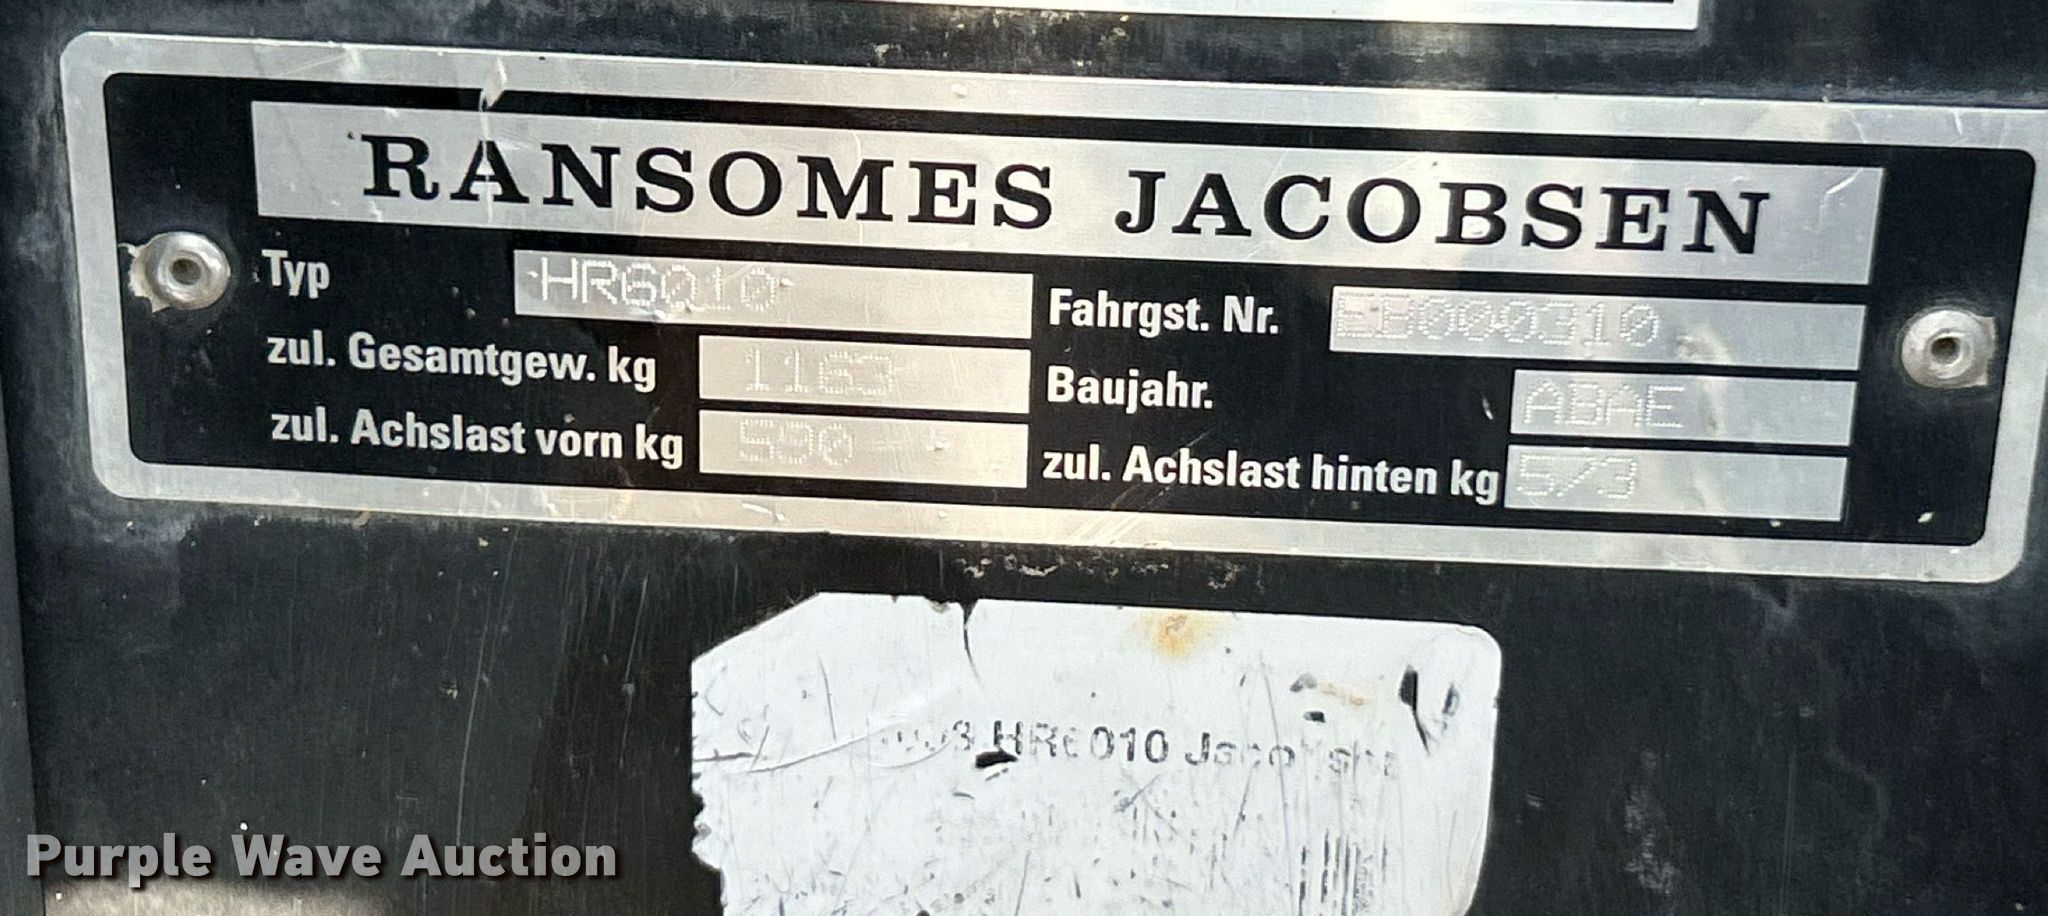 RANSOMES JACOBSEN
Typ HR6010
Fahrgst. Nr. EB000310
zul. Gesamtgew. kg 1163
Baujahr. ABAE
zul. Achslast vorn kg 590
zul. Achslast hinten kg 573
HR6010
Purple Wave Auction